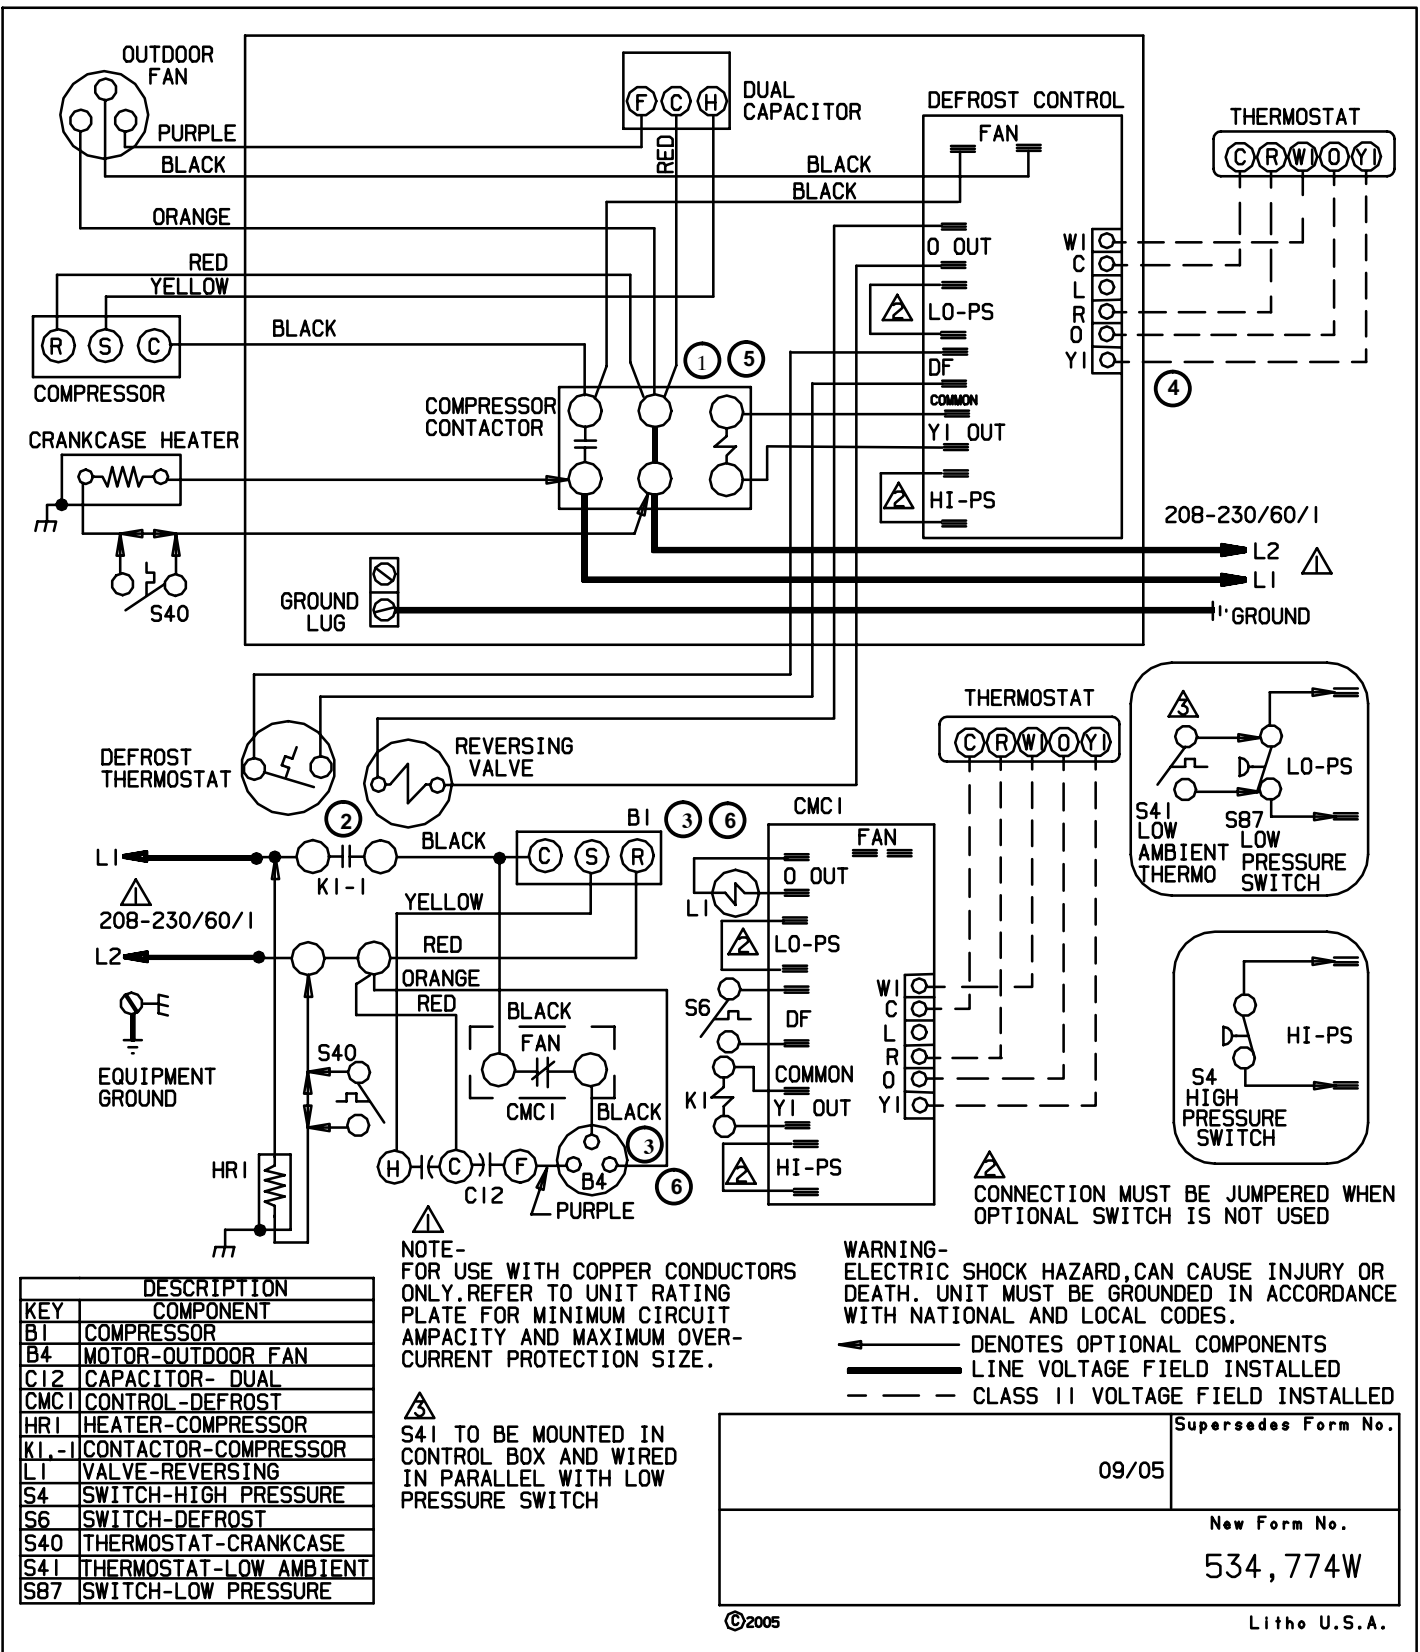 OUTDOOR
FAN
PURPLE
BLACK
ORANGE
RED
YELLOW
BLACK
R S C
COMPRESSOR
CRANKCASE HEATER
S40
F C H
DUAL
CAPACITOR
RED
BLACK
BLACK
DEFROST CONTROL
FAN
O OUT
2
LO-PS
DF
COMMON
Y1 OUT
2
HI-PS
W1
C
L
R
O
Y1
THERMOSTAT
C R W1 O Y1
4
1 5
COMPRESSOR
CONTACTOR
208-230/60/1
L2
L1
1
GROUND
GROUND
LUG
DEFROST
THERMOSTAT
REVERSING
VALVE
THERMOSTAT
C R W1 O Y1
3
S41
LOW
AMBIENT
THERMO
LO-PS
S87
LOW
PRESSURE
SWITCH
2
L1
K1-1
BLACK
B1
3 6
C S R
1
208-230/60/1
YELLOW
L2
RED
ORANGE
RED
BLACK
FAN
CMC1
BLACK
EQUIPMENT
GROUND
S40
HR1
H C F
C12
B4
3
6
PURPLE
CMC1
FAN
O OUT
L1
2
LO-PS
S6
DF
COMMON
K1
Y1 OUT
2
HI-PS
W1
C
L
R
O
Y1
HI-PS
S4
HIGH
PRESSURE
SWITCH
2
CONNECTION MUST BE JUMPERED WHEN
OPTIONAL SWITCH IS NOT USED
1
NOTE-
FOR USE WITH COPPER CONDUCTORS
ONLY.REFER TO UNIT RATING
PLATE FOR MINIMUM CIRCUIT
AMPACITY AND MAXIMUM OVER-
CURRENT PROTECTION SIZE.
WARNING-
ELECTRIC SHOCK HAZARD,CAN CAUSE INJURY OR
DEATH. UNIT MUST BE GROUNDED IN ACCORDANCE
WITH NATIONAL AND LOCAL CODES.
DENOTES OPTIONAL COMPONENTS
LINE VOLTAGE FIELD INSTALLED
CLASS II VOLTAGE FIELD INSTALLED
3
S41 TO BE MOUNTED IN
CONTROL BOX AND WIRED
IN PARALLEL WITH LOW
PRESSURE SWITCH
DESCRIPTION
KEY COMPONENT
B1 COMPRESSOR
B4 MOTOR-OUTDOOR FAN
C12 CAPACITOR- DUAL
CMC1 CONTROL-DEFROST
HR1 HEATER-COMPRESSOR
K1,-1 CONTACTOR-COMPRESSOR
L1 VALVE-REVERSING
S4 SWITCH-HIGH PRESSURE
S6 SWITCH-DEFROST
S40 THERMOSTAT-CRANKCASE
S41 THERMOSTAT-LOW AMBIENT
S87 SWITCH-LOW PRESSURE
Supersedes Form No.
09/05
New Form No.
534,774W
©2005
Litho U.S.A.